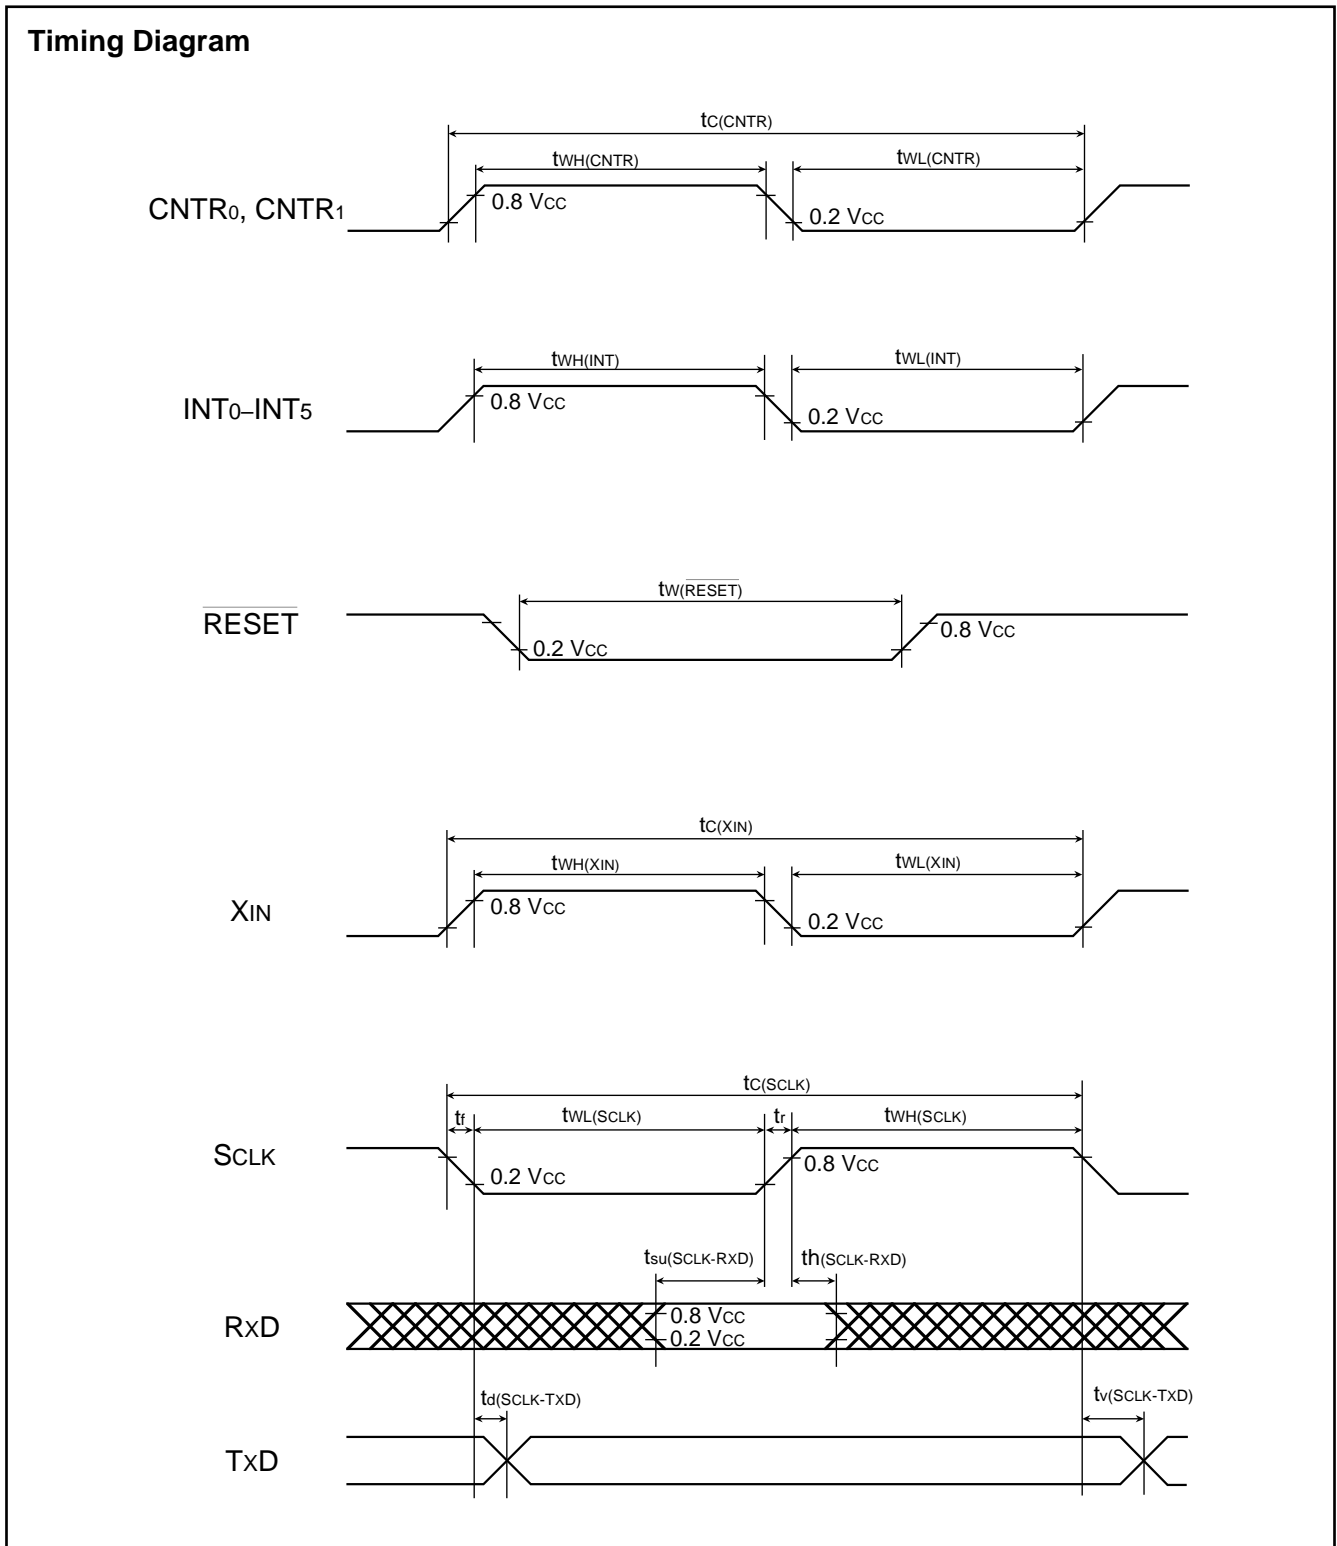 Timing Diagram
tC(CNTR)
tWH(CNTR)
tWL(CNTR)
CNTR0, CNTR1
0.8 VCC
0.2 VCC
tWH(INT)
tWL(INT)
INT0–INT5
0.8 VCC
0.2 VCC
tW(RESET)
RESET
0.2 VCC
0.8 VCC
tC(XIN)
tWH(XIN)
tWL(XIN)
XIN
0.8 VCC
0.2 VCC
tC(SCLK)
tf
tWL(SCLK)
tr
tWH(SCLK)
SCLK
0.2 VCC
0.8 VCC
tsu(SCLK-RXD)
th(SCLK-RXD)
RXD
0.8 VCC
0.2 VCC
td(SCLK-TXD)
tv(SCLK-TXD)
TXD